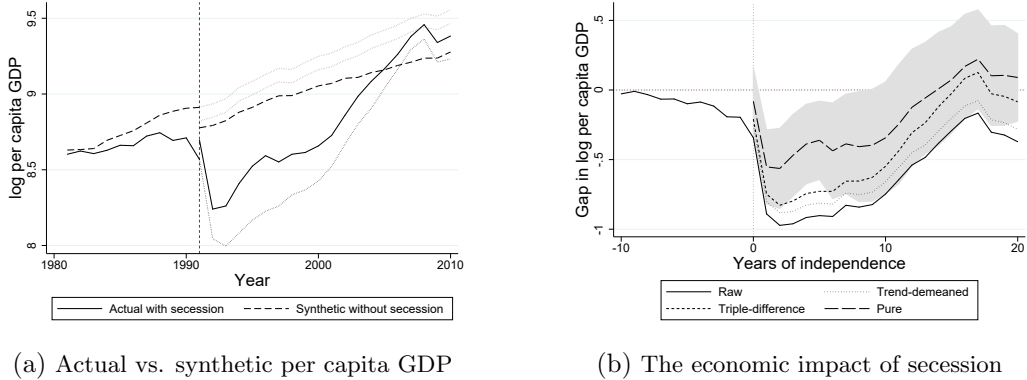 9.5
9
8.5
8
log per capita GDP
1980
1990
2000
2010
Year
Actual with secession
Synthetic without secession
(a) Actual vs. synthetic per capita GDP
.5
0
-.5
-1
Gap in log per capita GDP
-10
0
10
20
Years of independence
Raw
Trend-demeaned
Triple-difference
Pure
(b) The economic impact of secession